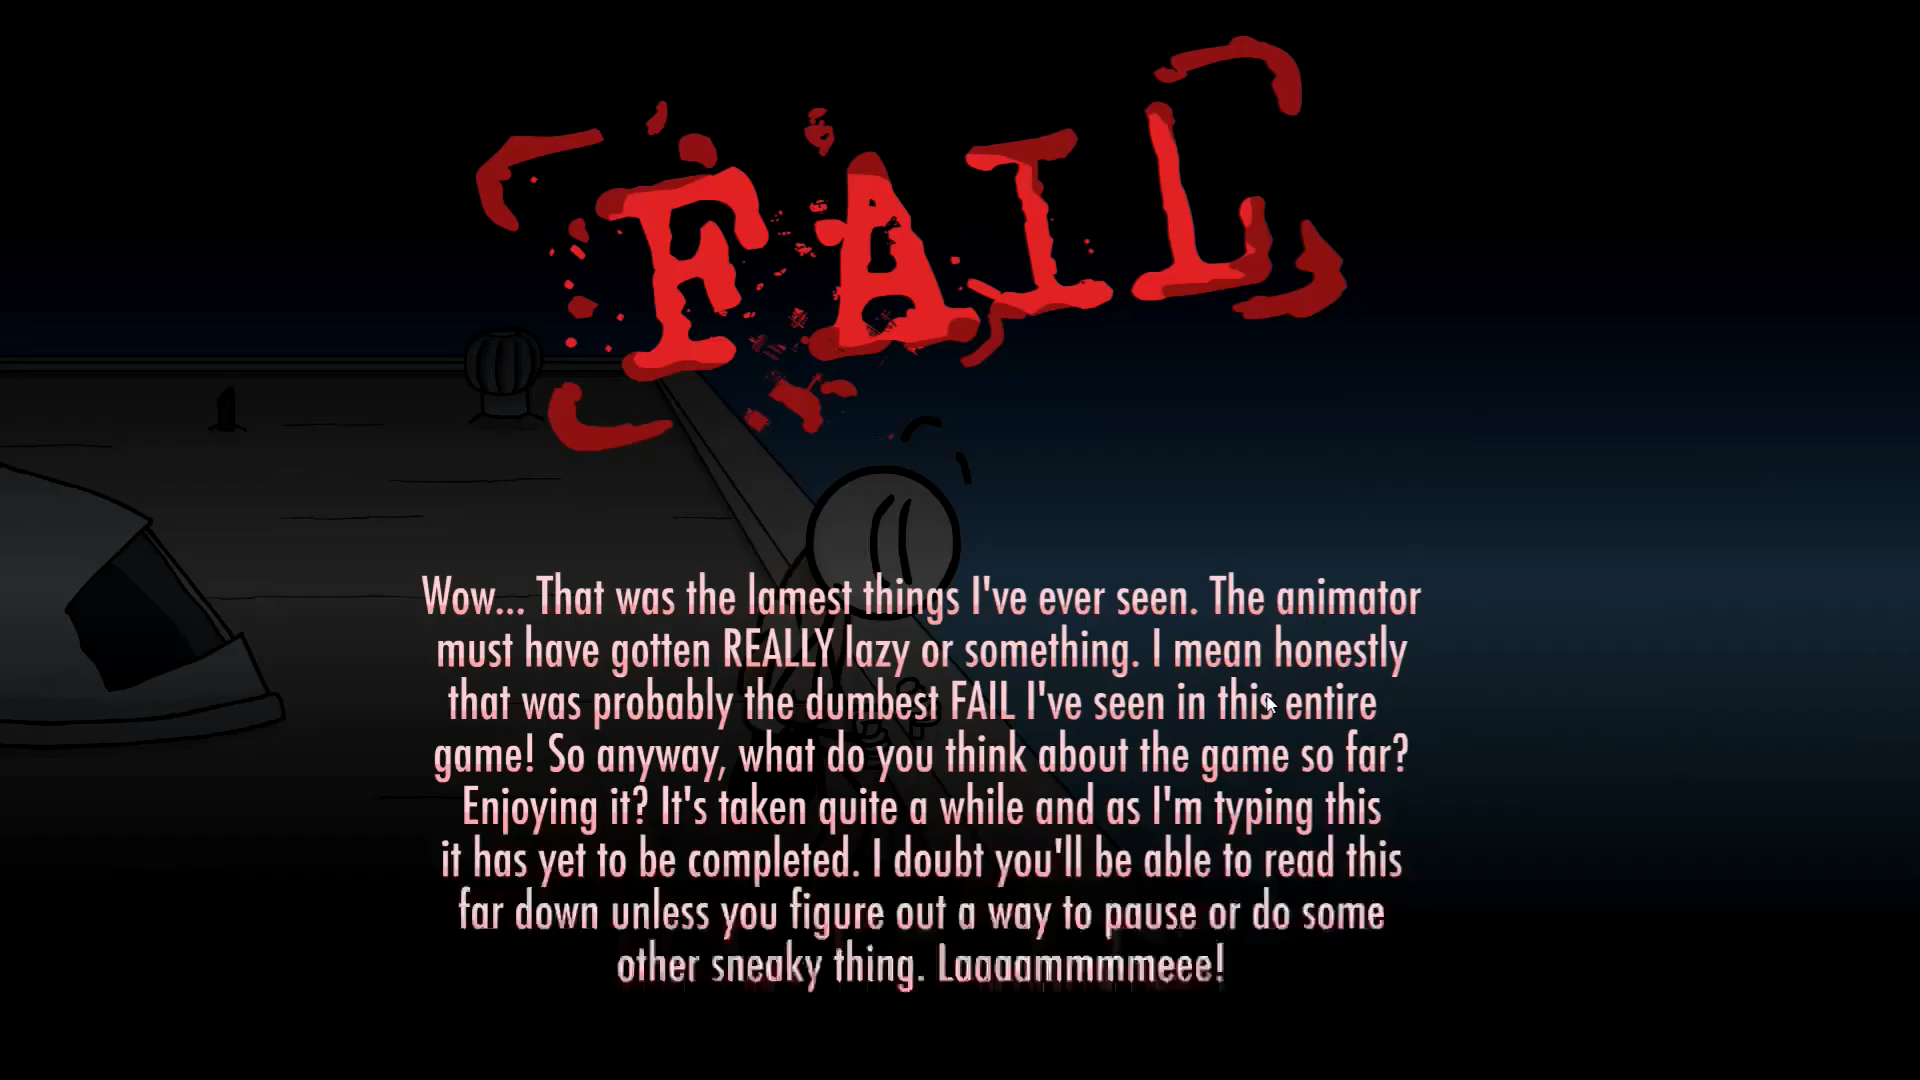 FAIL
Wow... That was the lamest things I've ever seen. The animator
must have gotten REALLY lazy or something. I mean honestly
that was probably the dumbest FAIL I've seen in this entire
game! So anyway, what do you think about the game so far?
Enjoying it? It's taken quite a while and as I'm typing this
it has yet to be completed. I doubt you'll be able to read this
far down unless you figure out a way to pause or do some
other sneaky thing. Laaaammmmeee!